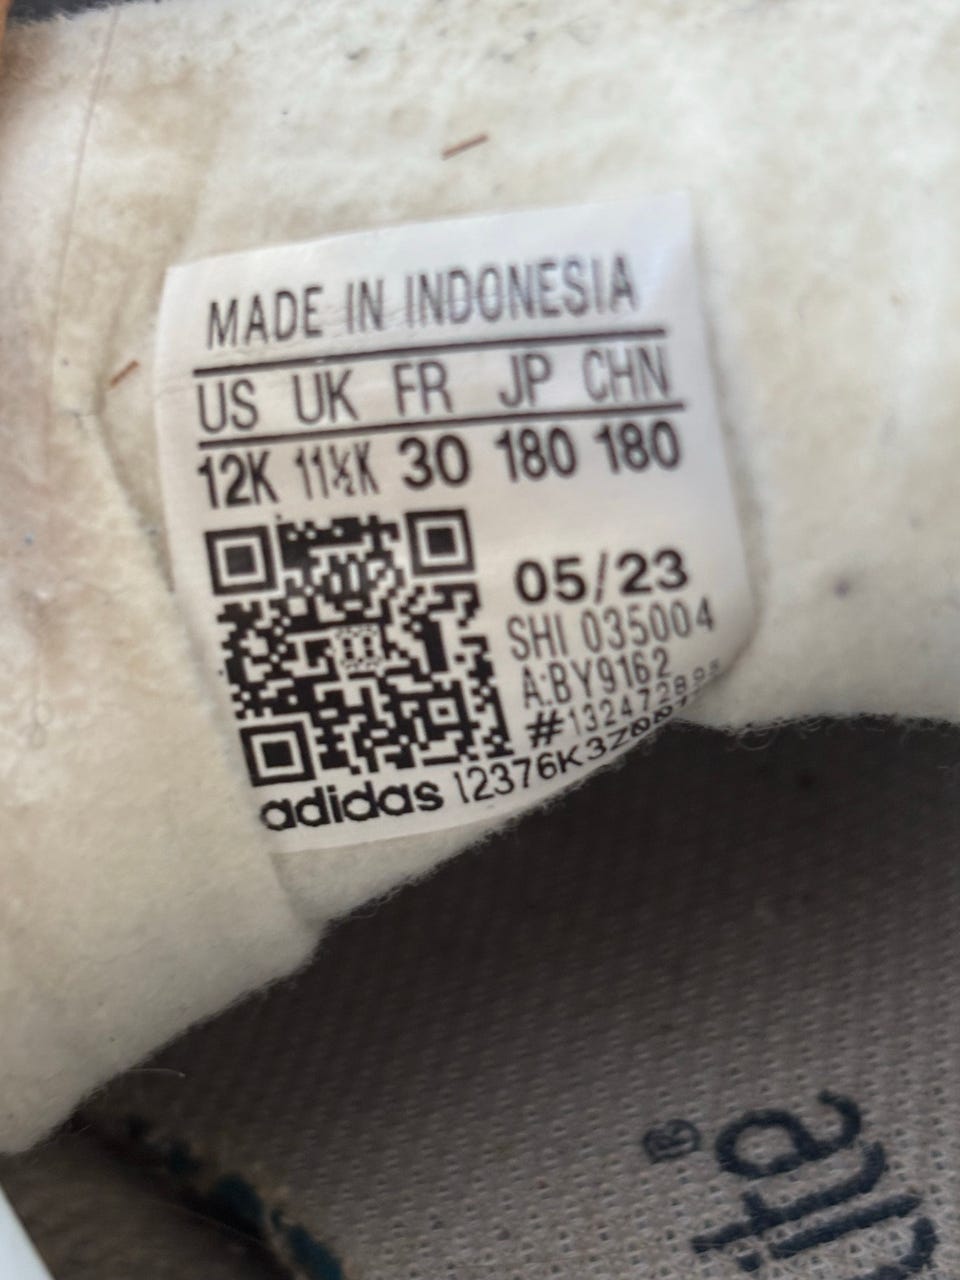 MADE IN INDONESIA
US UK FR JP CHN
12K 11½K 30 180 180
05/23
SHI 035004
A:BY9162
adidas